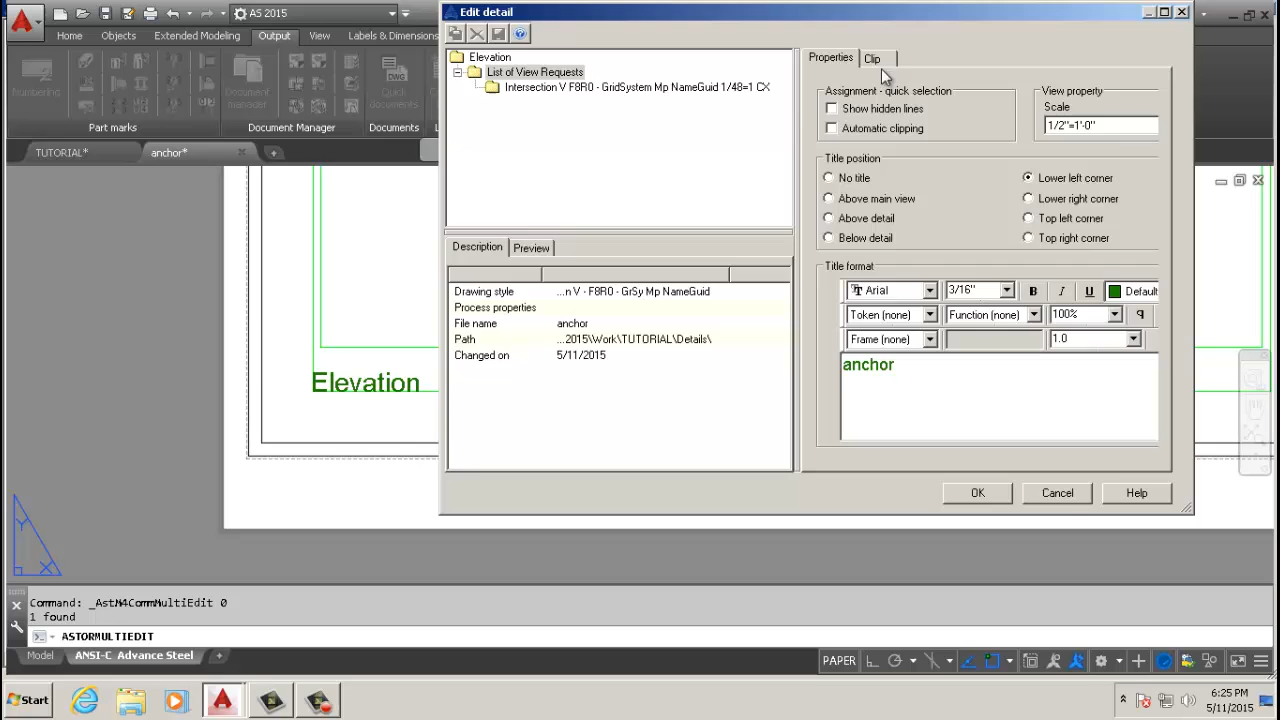 AS 2015
Edit detail
Home Objects Extended Modeling Output View Labels & Dimensions
Numbering Quick documents Document manager DWG
Part marks Document Manager Documents
TUTORIAL* anchor*
Elevation
List of View Requests
Intersection V F8R0 - GridSystem Mp NameGuid 1/48=1 CX
Properties Clip
Assignment - quick selection
Show hidden lines
Automatic clipping
View property
Scale
1/2"=1'-0"
Title position
No title Lower left corner
Above main view Lower right corner
Above detail Top left corner
Below detail Top right corner
Title format
Arial 3/16" B I U Default
Token (none) Function (none) 100% ¶
Frame (none) 1.0
anchor
Description Preview
Drawing style ...n V - F8R0 - GrSy Mp NameGuid
Process properties
File name anchor
Path ...2015\Work\TUTORIAL\Details\
Changed on 5/11/2015
OK Cancel Help
Elevation
Y X
Command: _AstM4CommMultiEdit 0
1 found
ASTORMULTIEDIT
Model ANSI-C Advance Steel + PAPER
Start
6:25 PM
5/11/2015